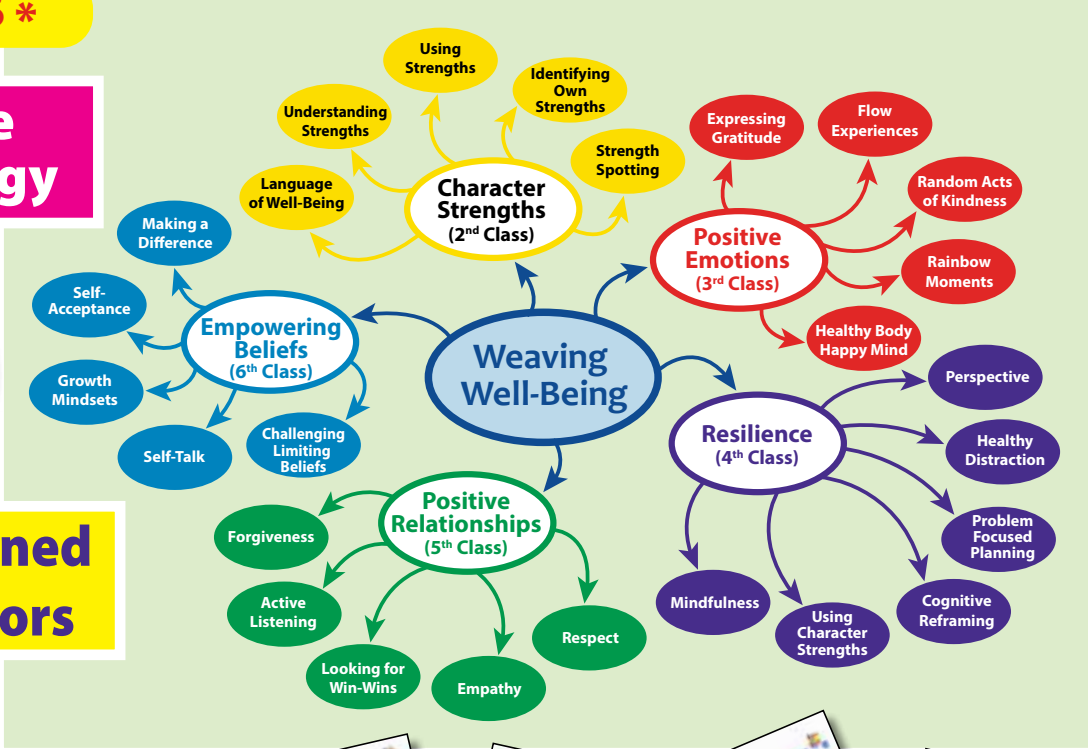 *
e
gy
ned
ors
Weaving
Well-Being
Character
Strengths
(2nd Class)
Language
of Well-Being
Understanding
Strengths
Using
Strengths
Identifying
Own
Strengths
Strength
Spotting
Positive
Emotions
(3rd Class)
Expressing
Gratitude
Flow
Experiences
Random Acts
of Kindness
Rainbow
Moments
Healthy Body
Happy Mind
Resilience
(4th Class)
Perspective
Healthy
Distraction
Problem
Focused
Planning
Cognitive
Reframing
Using
Character
Strengths
Mindfulness
Positive
Relationships
(5th Class)
Respect
Empathy
Looking for
Win-Wins
Active
Listening
Forgiveness
Empowering
Beliefs
(6th Class)
Making a
Difference
Self-
Acceptance
Growth
Mindsets
Self-Talk
Challenging
Limiting
Beliefs